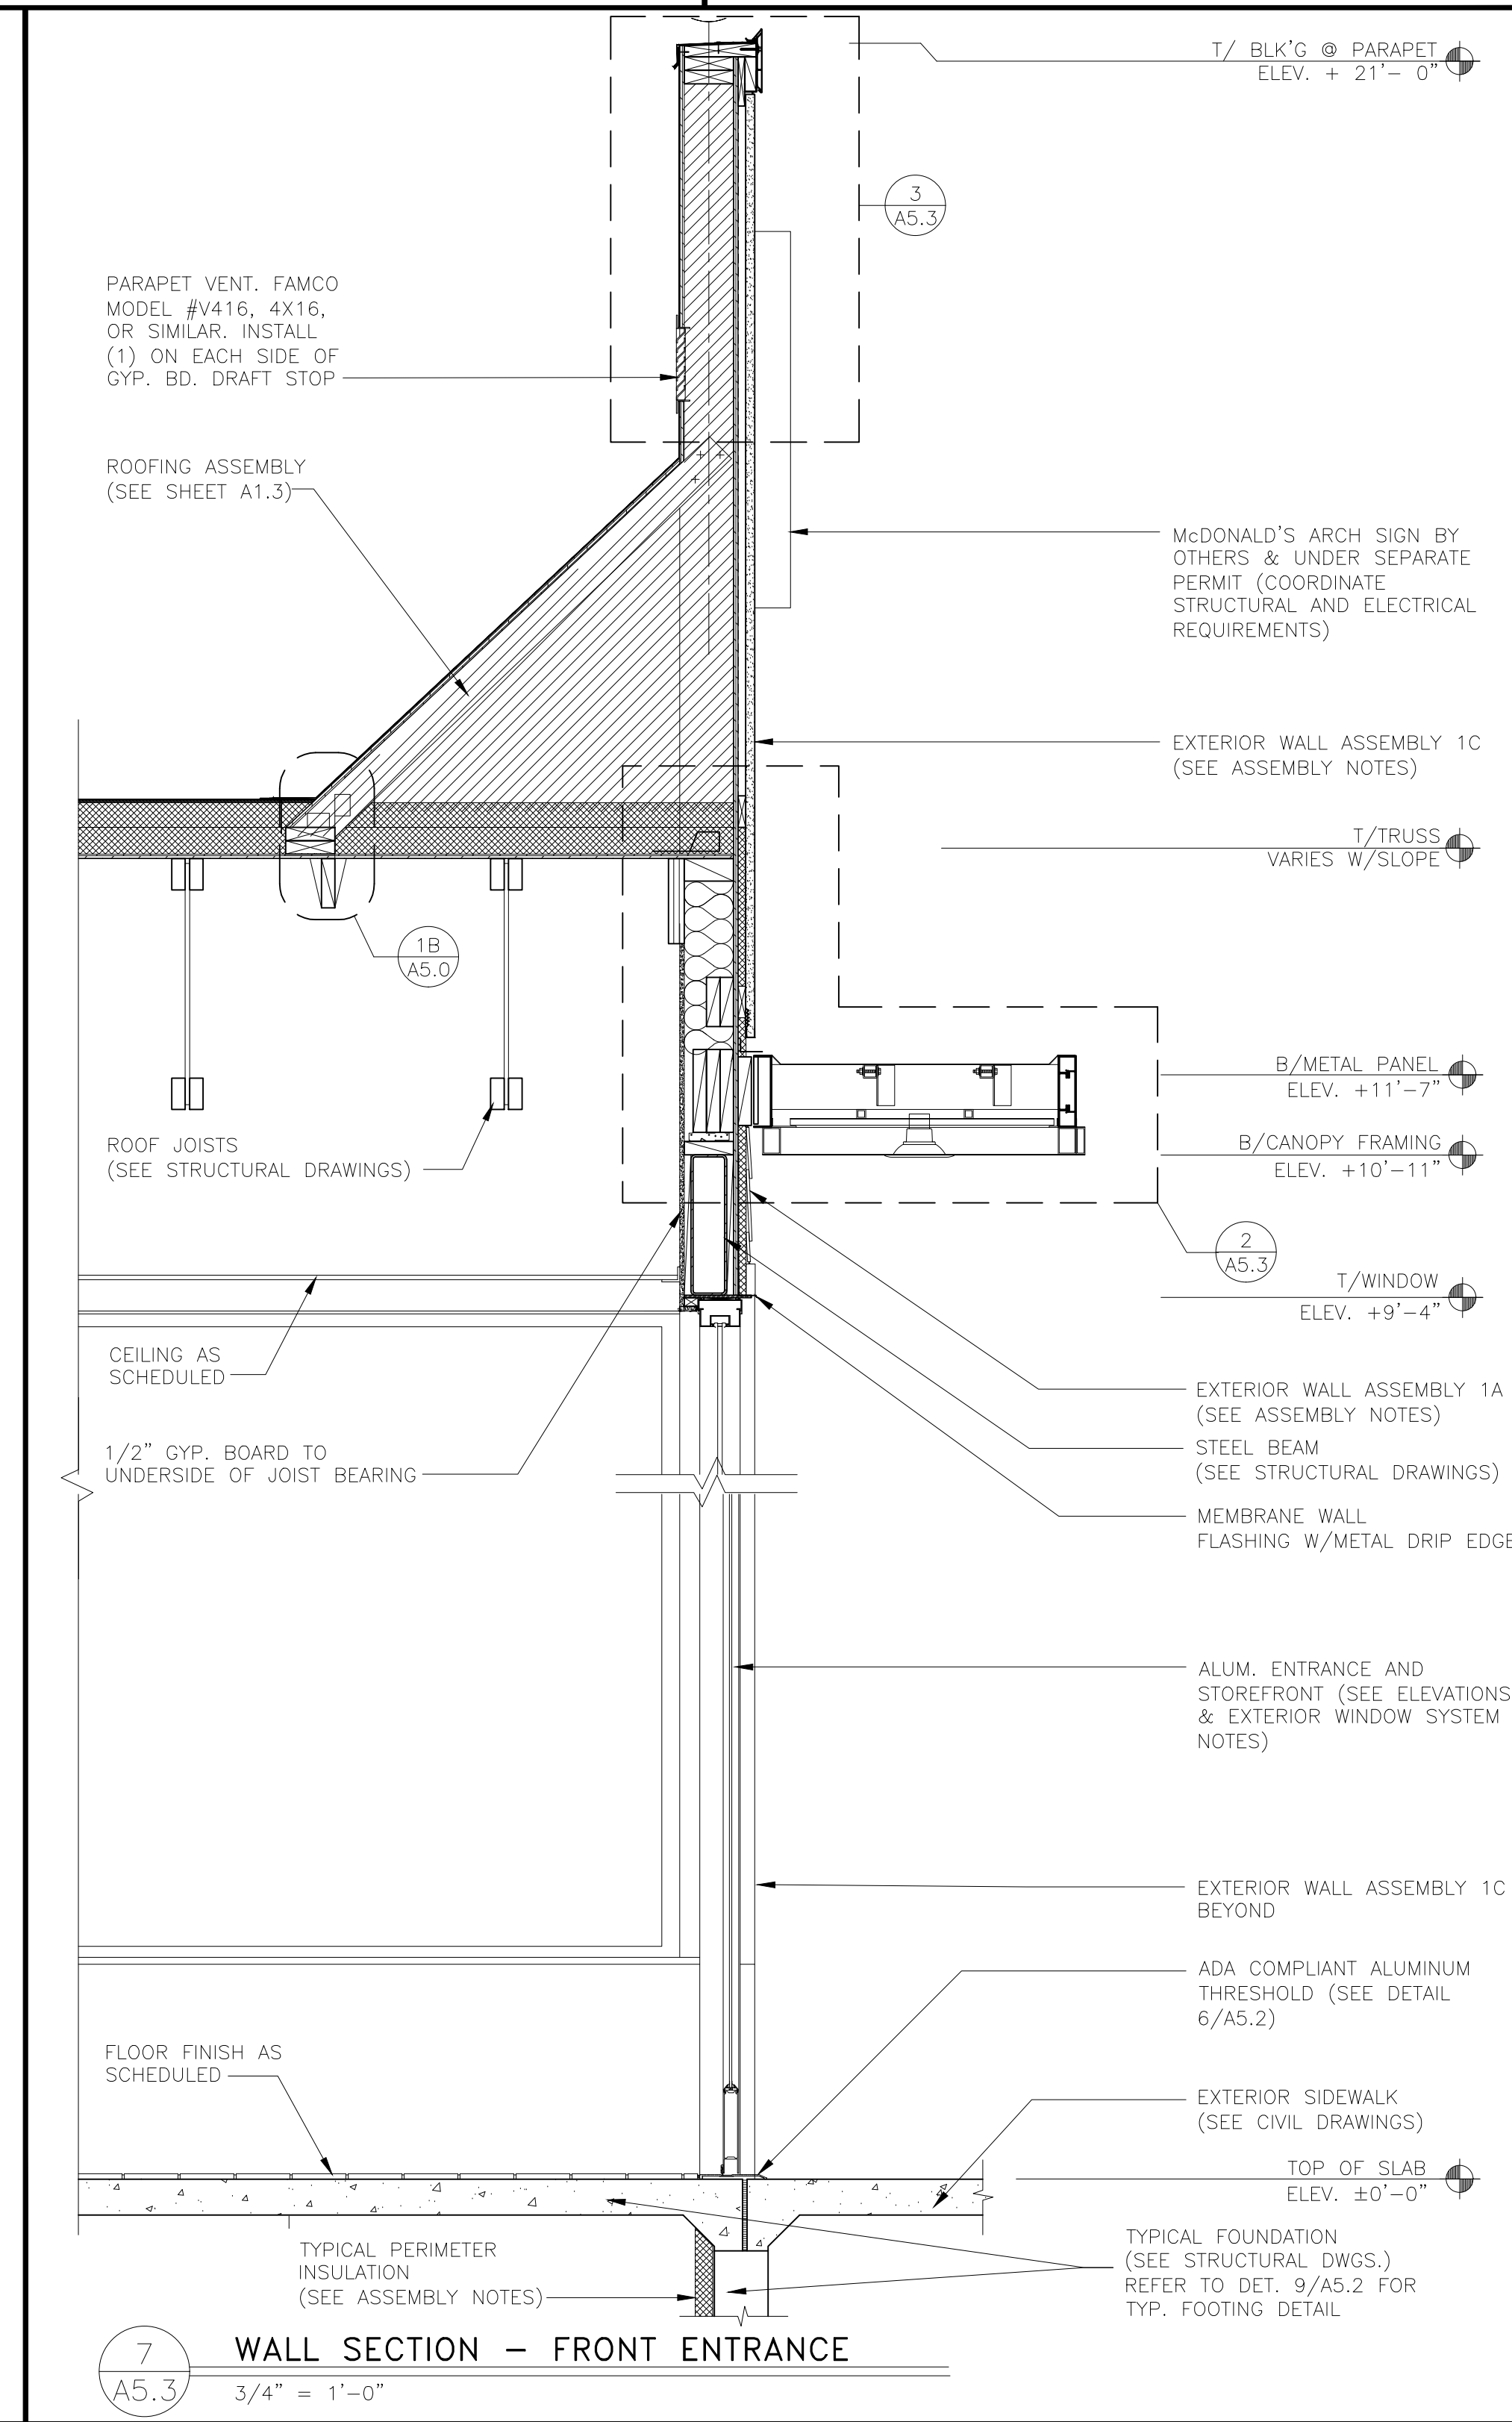 T/ BLK'G @ PARAPET
ELEV. + 21'- 0"
3
A5.3
PARAPET VENT. FAMCO
MODEL #V416, 4X16,
OR SIMILAR. INSTALL
(1) ON EACH SIDE OF
GYP. BD. DRAFT STOP
ROOFING ASSEMBLY
(SEE SHEET A1.3)
McDONALD'S ARCH SIGN BY
OTHERS & UNDER SEPARATE
PERMIT (COORDINATE
STRUCTURAL AND ELECTRICAL
REQUIREMENTS)
EXTERIOR WALL ASSEMBLY 1C
(SEE ASSEMBLY NOTES)
T/TRUSS
VARIES W/SLOPE
1B
A5.0
B/METAL PANEL
ELEV. +11'-7"
ROOF JOISTS
(SEE STRUCTURAL DRAWINGS)
B/CANOPY FRAMING
ELEV. +10'-11"
2
A5.3
T/WINDOW
ELEV. +9'-4"
CEILING AS
SCHEDULED
EXTERIOR WALL ASSEMBLY 1A
(SEE ASSEMBLY NOTES)
1/2" GYP. BOARD TO
UNDERSIDE OF JOIST BEARING
STEEL BEAM
(SEE STRUCTURAL DRAWINGS)
MEMBRANE WALL
FLASHING W/METAL DRIP EDGE
ALUM. ENTRANCE AND
STOREFRONT (SEE ELEVATIONS
& EXTERIOR WINDOW SYSTEM
NOTES)
EXTERIOR WALL ASSEMBLY 1C
BEYOND
ADA COMPLIANT ALUMINUM
THRESHOLD (SEE DETAIL
6/A5.2)
FLOOR FINISH AS
SCHEDULED
EXTERIOR SIDEWALK
(SEE CIVIL DRAWINGS)
TOP OF SLAB
ELEV. ±0'-0"
TYPICAL PERIMETER
INSULATION
(SEE ASSEMBLY NOTES)
TYPICAL FOUNDATION
(SEE STRUCTURAL DWGS.)
REFER TO DET. 9/A5.2 FOR
TYP. FOOTING DETAIL
7
A5.3
WALL SECTION - FRONT ENTRANCE
3/4" = 1'-0"